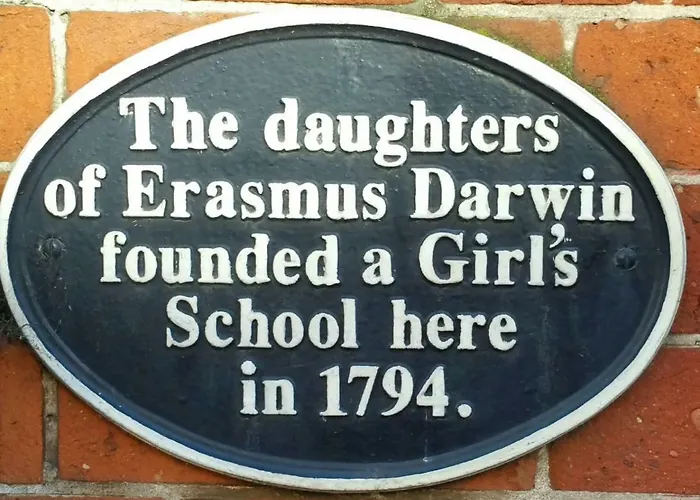 The daughters
of Erasmus Darwin
founded a Girl's
School here
in 1794.